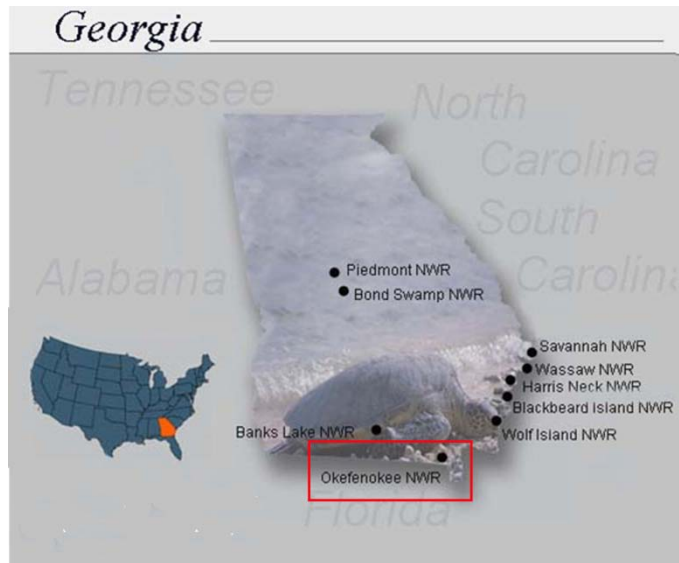 Georgia
Tennessee
North
Carolina
South
Carolina
Alabama
Piedmont NWR
Bond Swamp NWR
Savannah NWR
Wassaw NWR
Harris Neck NWR
Blackbeard Island NWR
Wolf Island NWR
Banks Lake NWR
Okefenokee NWR
Florida